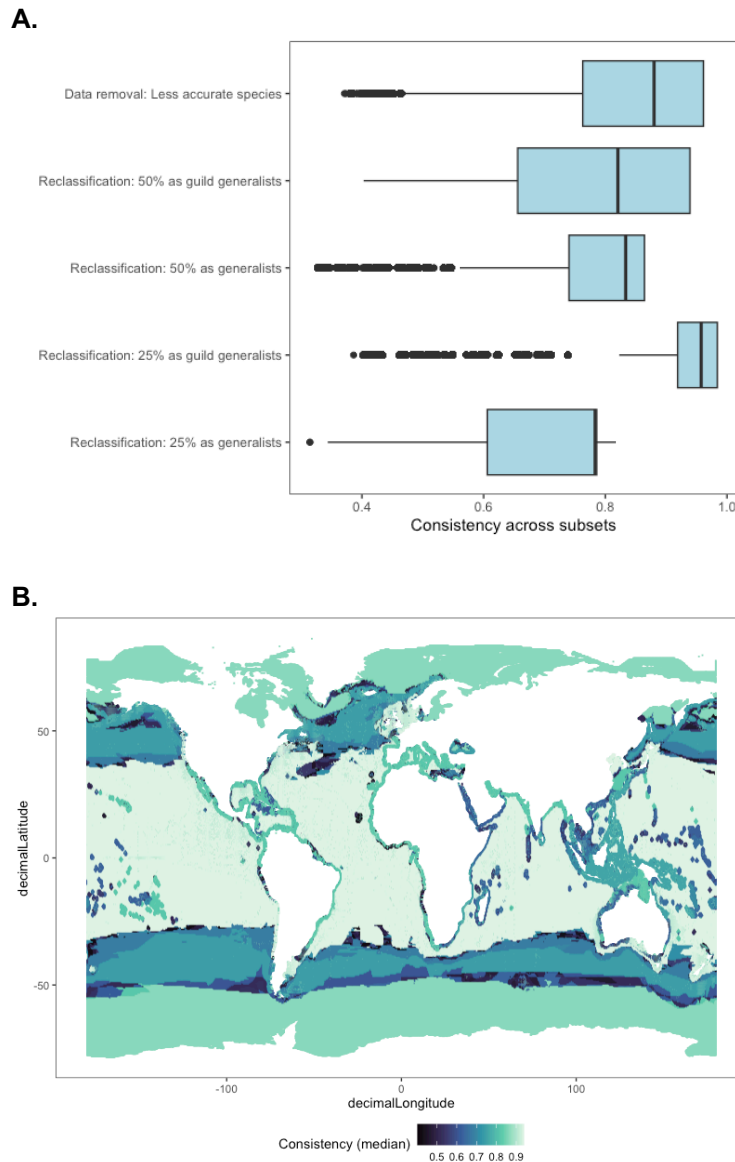 A.
Data removal: Less accurate species
Reclassification: 50% as guild generalists
Reclassification: 50% as generalists
Reclassification: 25% as guild generalists
Reclassification: 25% as generalists
0.4 0.6 0.8 1.0
Consistency across subsets
B.
50
0
-50
decimalLatitude
-100 0 100
decimalLongitude
Consistency (median)
0.5 0.6 0.7 0.8 0.9